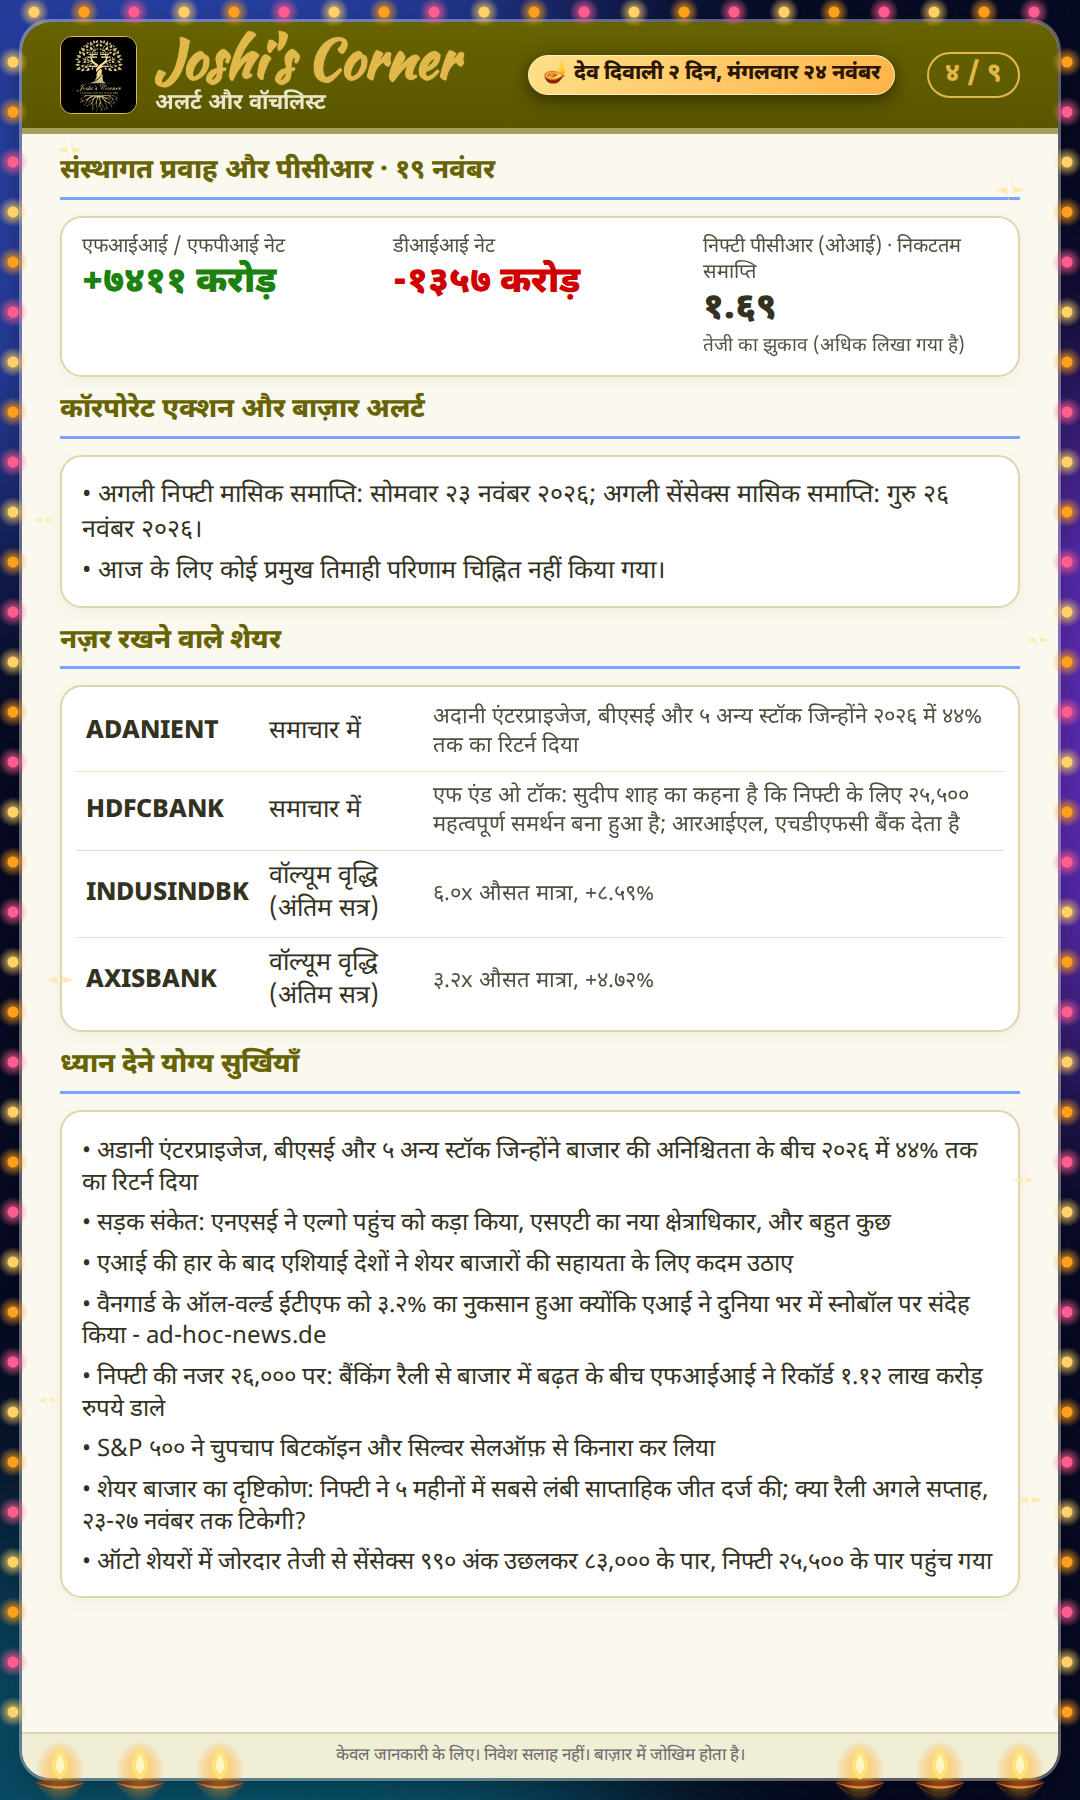 Joshi's Corner
Joshi's Corner
अलर्ट और वॉचलिस्ट
देव दिवाली २ दिन, मंगलवार २४ नवंबर
४ / ९
संस्थागत प्रवाह और पीसीआर · १९ नवंबर
एफआईआई / एफपीआई नेट
+७४११ करोड़
डीआईआई नेट
-१३५७ करोड़
निफ्टी पीसीआर (ओआई) · निकटतम
समाप्ति
१.६९
तेजी का झुकाव (अधिक लिखा गया है)
कॉरपोरेट एक्शन और बाज़ार अलर्ट
• अगली निफ्टी मासिक समाप्ति: सोमवार २३ नवंबर २०२६; अगली सेंसेक्स मासिक समाप्ति: गुरु २६
नवंबर २०२६।
• आज के लिए कोई प्रमुख तिमाही परिणाम चिह्नित नहीं किया गया।
नज़र रखने वाले शेयर
ADANIENT समाचार में अदानी एंटरप्राइजेज, बीएसई और ५ अन्य स्टॉक जिन्होंने २०२६ में ४४%
तक का रिटर्न दिया
HDFCBANK समाचार में एफ एंड ओ टॉक: सुदीप शाह का कहना है कि निफ्टी के लिए २५,५००
महत्वपूर्ण समर्थन बना हुआ है; आरआईएल, एचडीएफसी बैंक देता है
INDUSINDBK वॉल्यूम वृद्धि
(अंतिम सत्र) ६.०x औसत मात्रा, +८.५९%
AXISBANK वॉल्यूम वृद्धि
(अंतिम सत्र) ३.२x औसत मात्रा, +४.७२%
ध्यान देने योग्य सुर्खियाँ
• अडानी एंटरप्राइजेज, बीएसई और ५ अन्य स्टॉक जिन्होंने बाजार की अनिश्चितता के बीच २०२६ में ४४% तक
का रिटर्न दिया
• सड़क संकेत: एनएसई ने एल्गो पहुंच को कड़ा किया, एसएटी का नया क्षेत्राधिकार, और बहुत कुछ
• एआई की हार के बाद एशियाई देशों ने शेयर बाजारों की सहायता के लिए कदम उठाए
• वैनगार्ड के ऑल-वर्ल्ड ईटीएफ को ३.२% का नुकसान हुआ क्योंकि एआई ने दुनिया भर में स्नोबॉल पर संदेह
किया - ad-hoc-news.de
• निफ्टी की नजर २६,००० पर: बैंकिंग रैली से बाजार में बढ़त के बीच एफआईआई ने रिकॉर्ड १.१२ लाख करोड़
रुपये डाले
• S&P ५०० ने चुपचाप बिटकॉइन और सिल्वर सेलऑफ़ से किनारा कर लिया
• शेयर बाजार का दृष्टिकोण: निफ्टी ने ५ महीनों में सबसे लंबी साप्ताहिक जीत दर्ज की; क्या रैली अगले सप्ताह,
२३-२७ नवंबर तक टिकेगी?
• ऑटो शेयरों में जोरदार तेजी से सेंसेक्स ९९० अंक उछलकर ८३,००० के पार, निफ्टी २५,५०० के पार पहुंच गया
केवल जानकारी के लिए। निवेश सलाह नहीं। बाज़ार में जोखिम होता है।